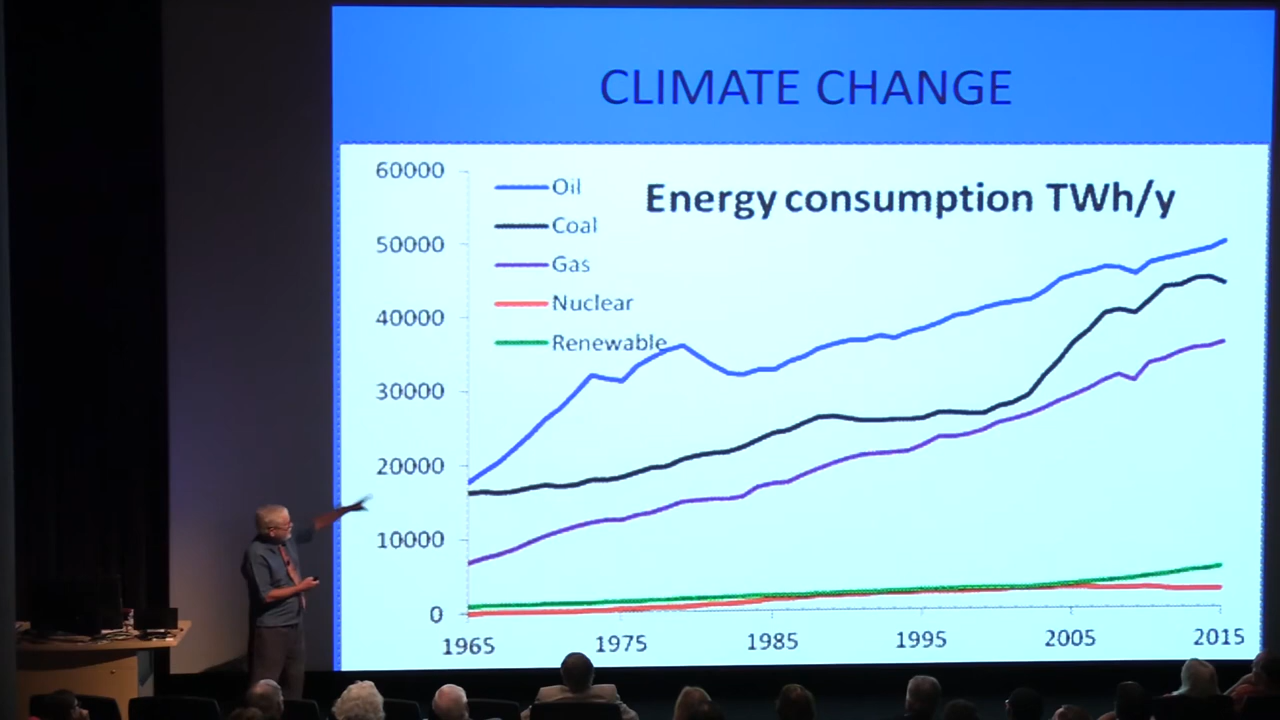 CLIMATE CHANGE
Energy consumption TWh/y
60000
50000
40000
30000
20000
10000
0
Oil
Coal
Gas
Nuclear
Renewable
1965 1975 1985 1995 2005 2015